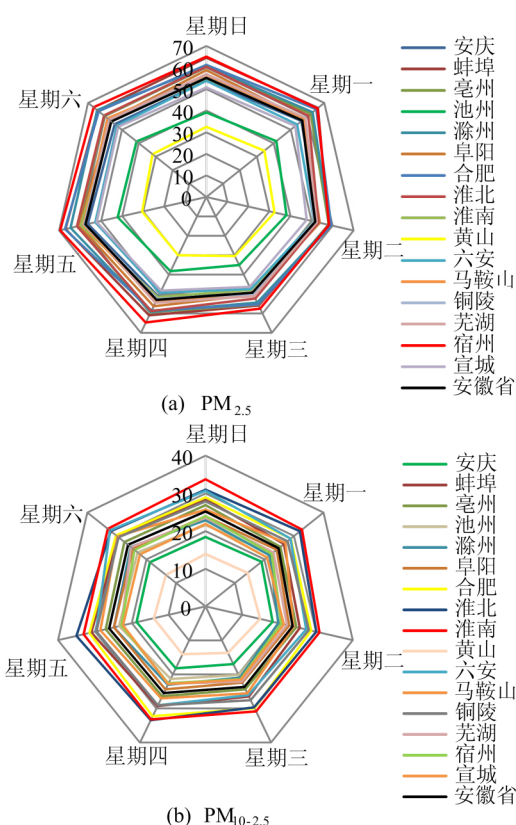 星期日
70
60
50
40
30
20
10
0
星期一
星期二
星期三
星期四
星期五
星期六
安庆
蚌埠
亳州
池州
滁州
阜阳
合肥
淮北
淮南
黄山
六安
马鞍山
铜陵
芜湖
宿州
宣城
安徽省
(a) PM2.5
星期日
40
30
20
10
0
星期一
星期二
星期三
星期四
星期五
星期六
安庆
蚌埠
亳州
池州
滁州
阜阳
合肥
淮北
淮南
黄山
六安
马鞍山
铜陵
芜湖
宿州
宣城
安徽省
(b) PM10-2.5